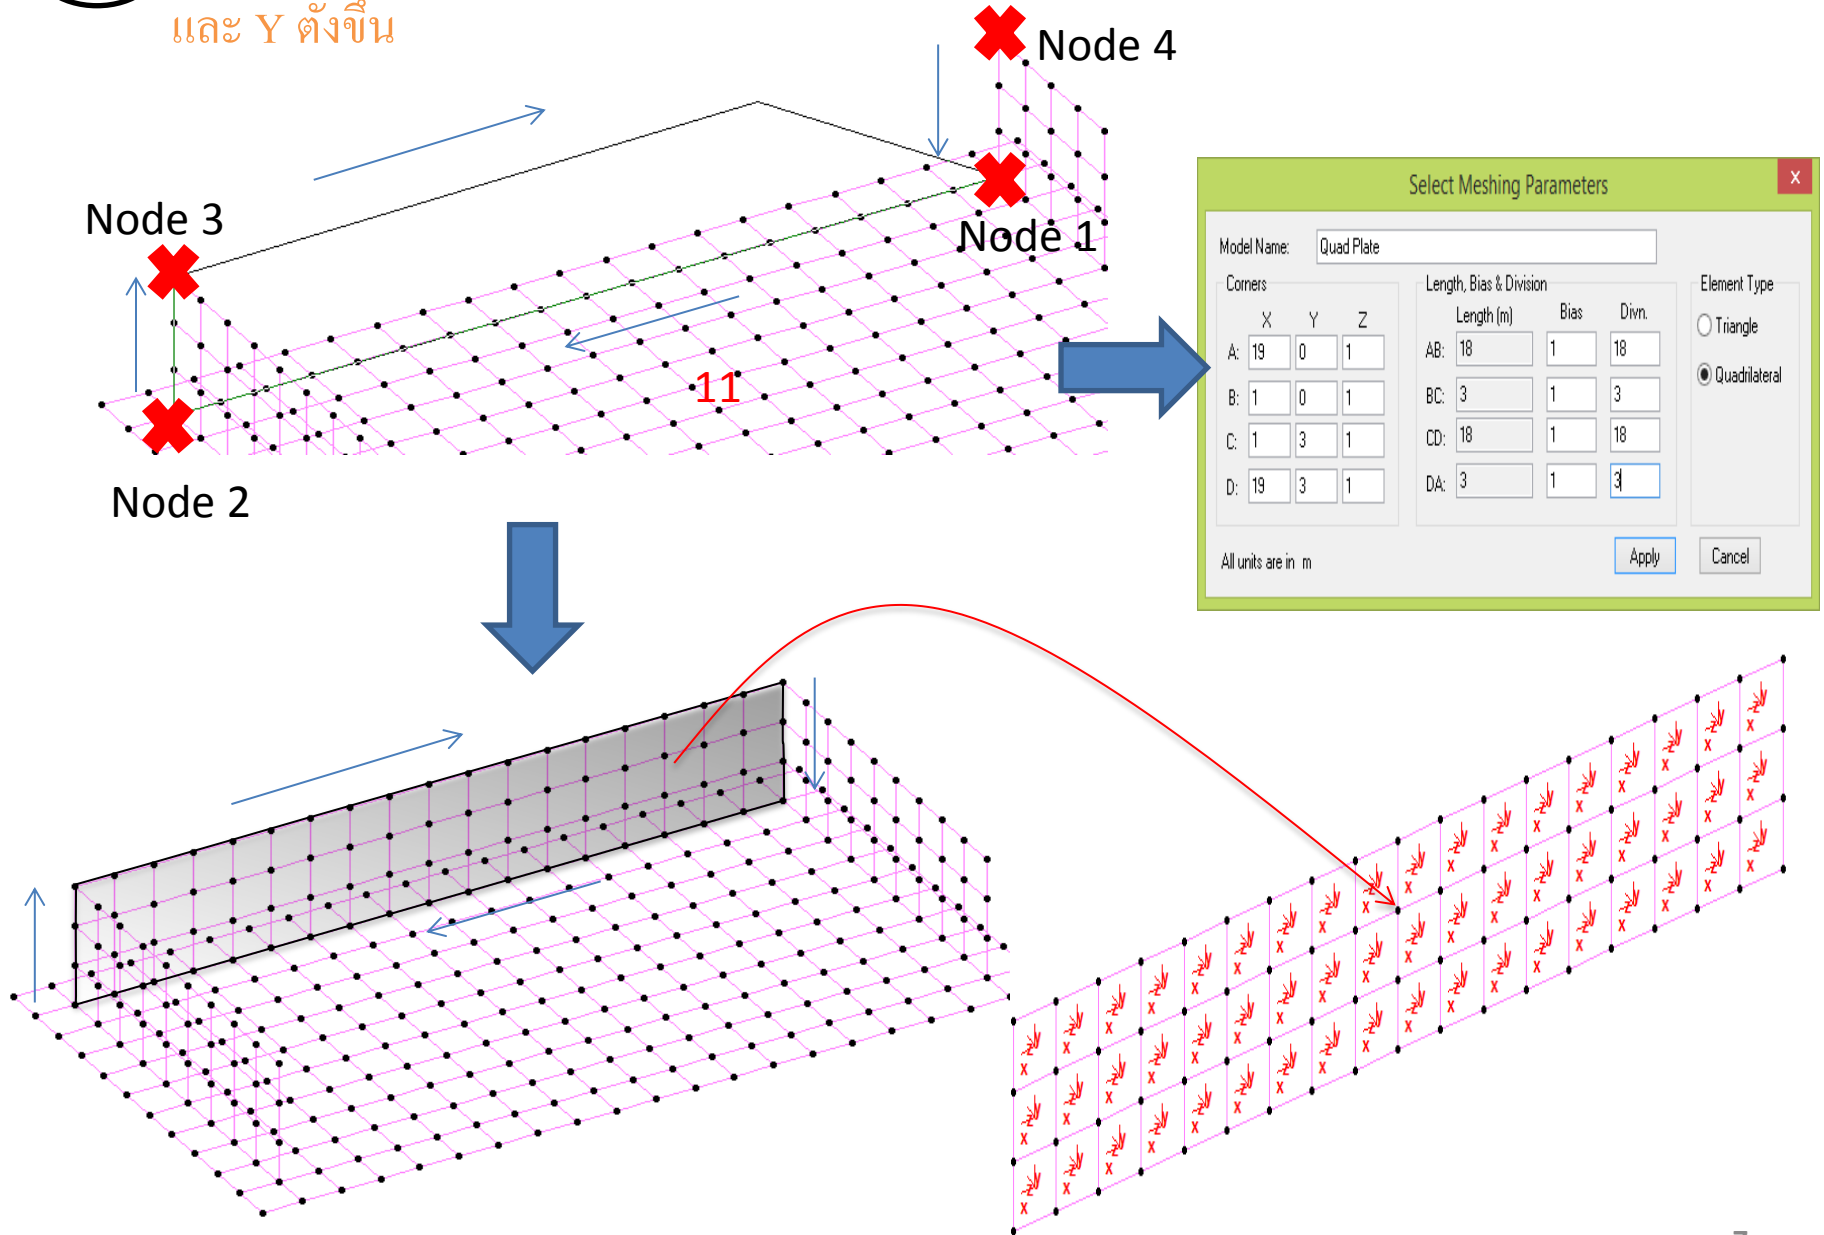 และ Y ตั้งขึ้น
Node 4
Node 3
Node 1
11
Node 2
Select Meshing Parameters
x
Model Name: Quad Plate
Corners
X Y Z
A: 19 0 1
B: 1 0 1
C: 1 3 1
D: 19 3 1
Length, Bias & Division
Length (m) Bias Divn.
AB: 18 1 18
BC: 3 1 3
CD: 18 1 18
DA: 3 1 3
Element Type
Triangle
Quadrilateral
All units are in m
Apply
Cancel